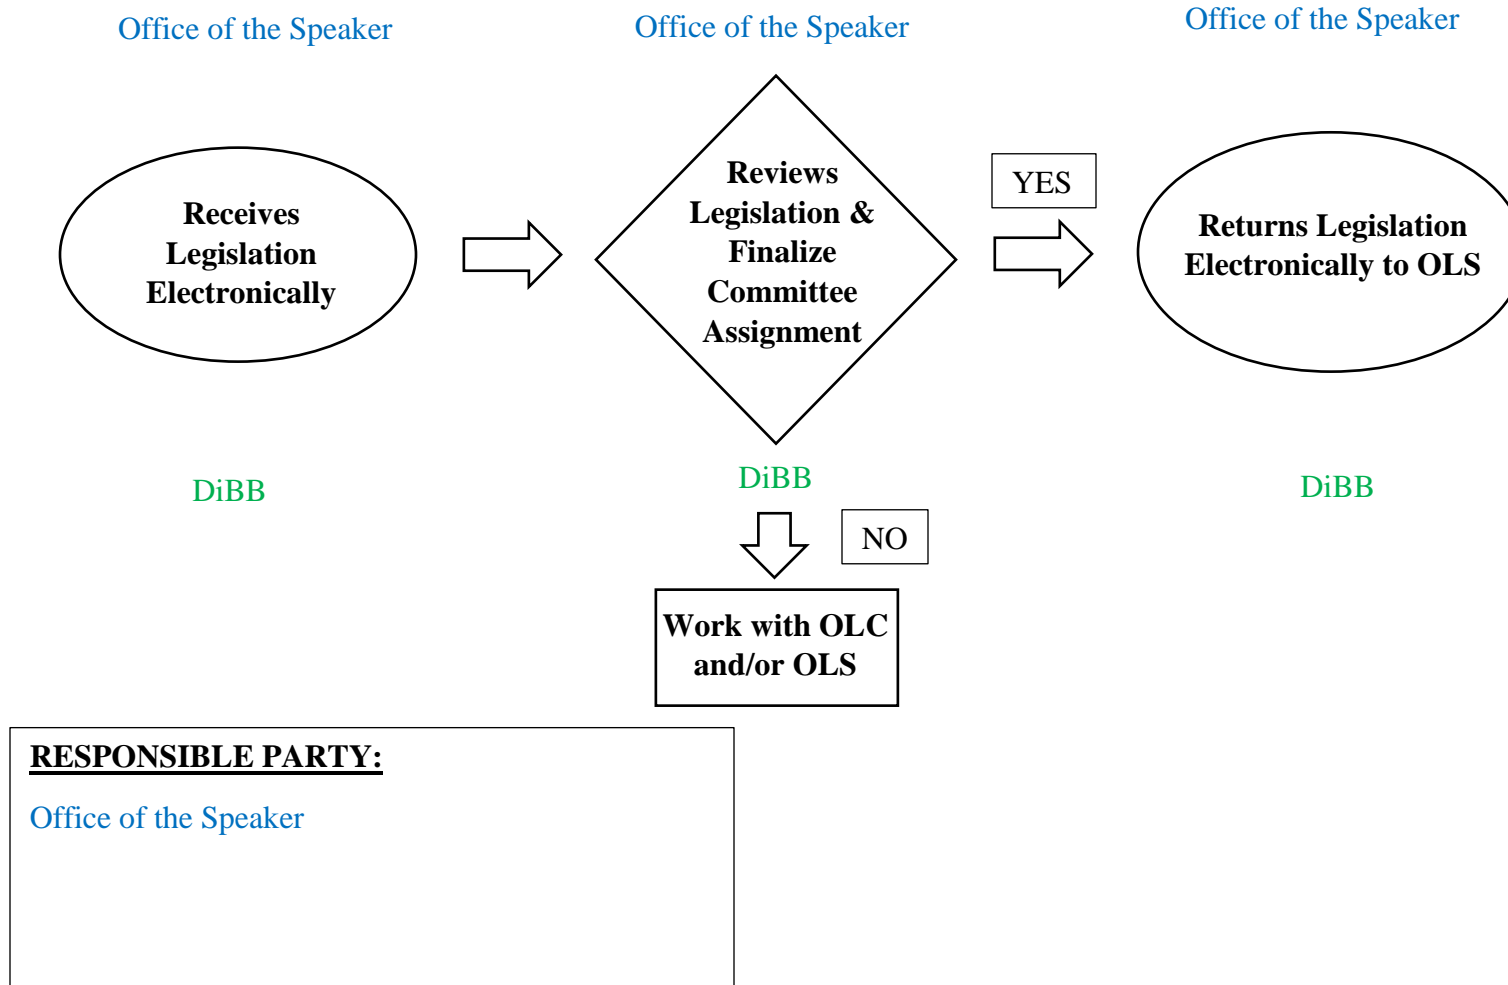 Office of the Speaker
Office of the Speaker
Office of the Speaker
Receives
Legislation
Electronically
Reviews
Legislation &
Finalize
Committee
Assignment
YES
Returns Legislation
Electronically to OLS
DiBB
DiBB
DiBB
NO
Work with OLC
and/or OLS
RESPONSIBLE PARTY:
Office of the Speaker